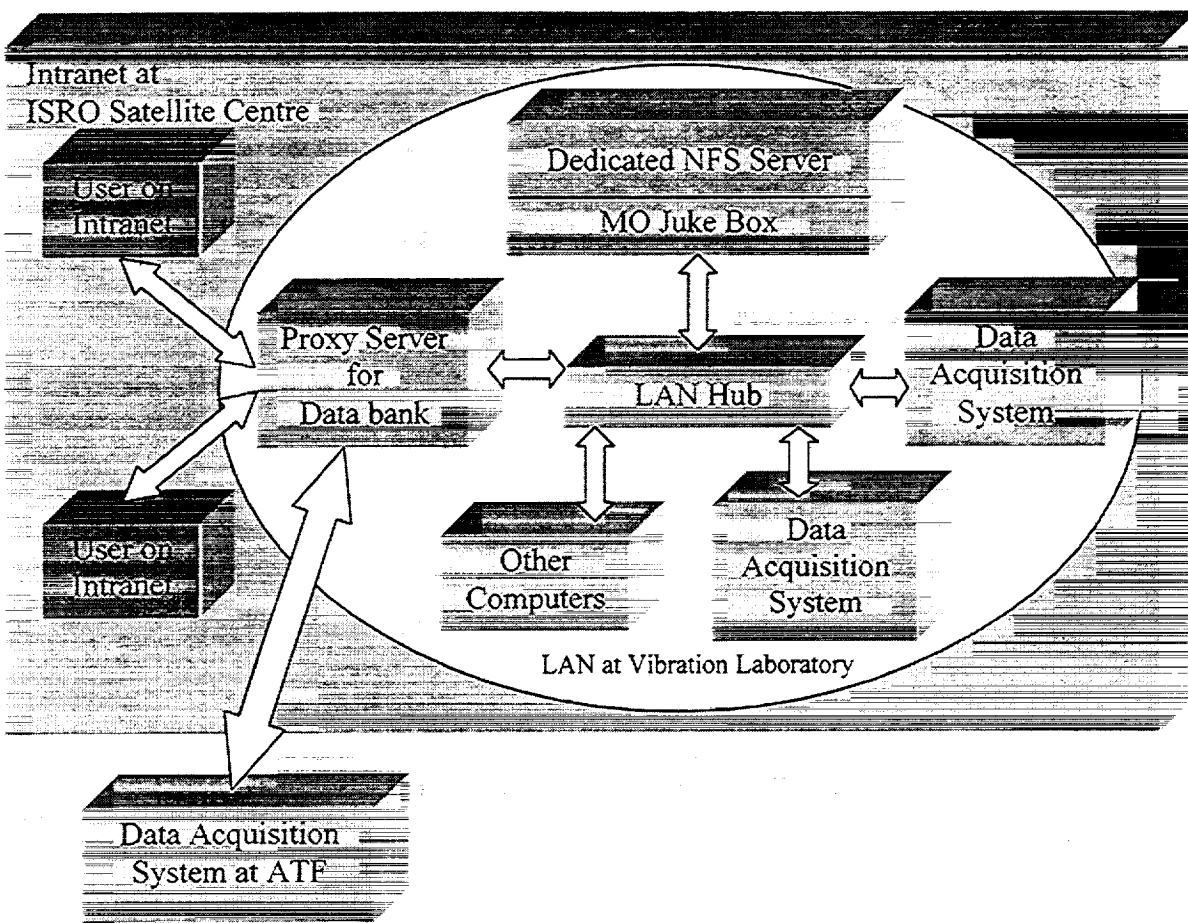 Intranet at
ISRO Satellite Centre
User on
Intranet
Dedicated NFS Server
MO Juke Box
Proxy Server
for
Data bank
LAN Hub
Data
Acquisition
System
User on
Intranet
Other
Computers
Data
Acquisition
System
LAN at Vibration Laboratory
Data Acquisition
System at ATF